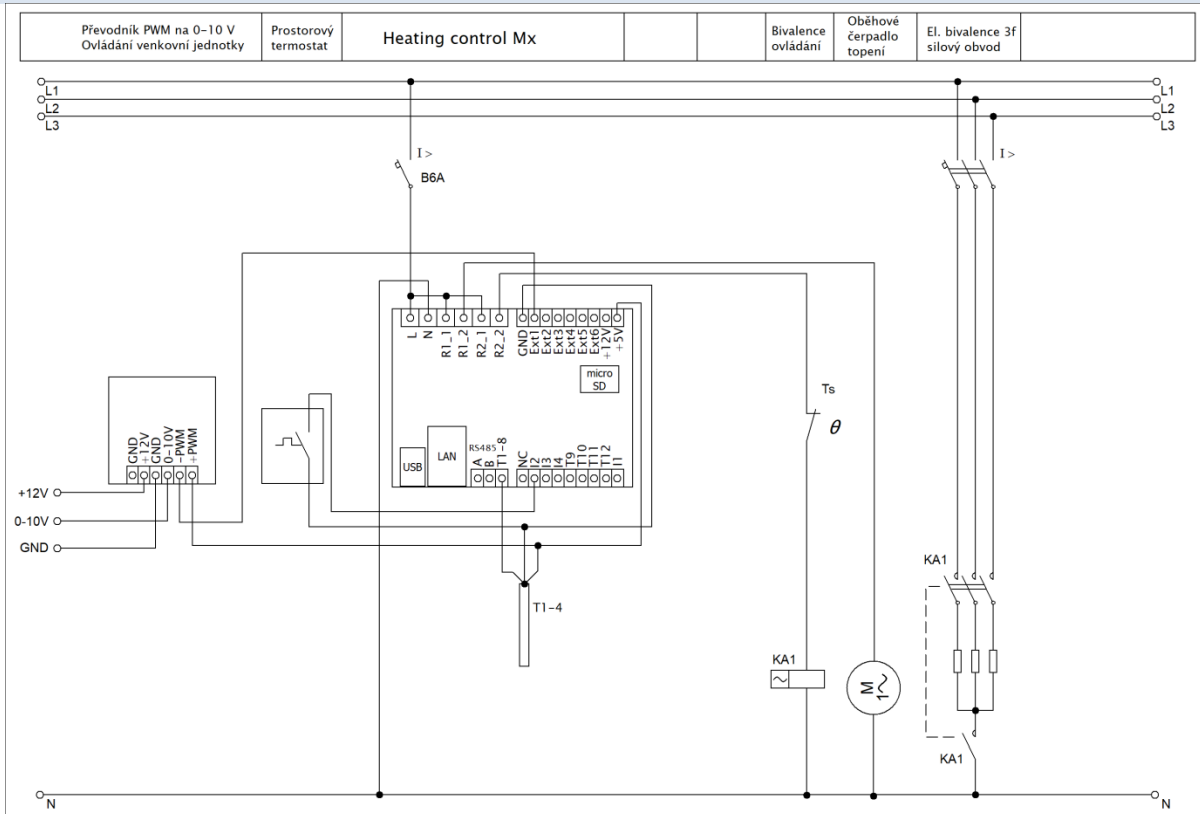 Převodník PWM na 0-10 V
Ovládání venkovní jednotky
Prostorový
termostat
Heating control Mx
Bivalence
ovládání
Oběhové
čerpadlo
topení
El. bivalence 3f
silový obvod
L1
L2
L3
L1
L2
L3
I >
B6A
I >
L
N
R1_1
R1_2
R2_1
R2_2
GND
Ext1
Ext2
Ext3
Ext4
Ext5
Ext6
+12V
+5V
micro
SD
Ts
θ
GND
+12V
GND
0-10V
-PWM
+PWM
USB
LAN
RS485
A
B
T1-8
NC
I2
I3
I4
T9
T10
T11
T12
I1
+12V
0-10V
GND
T1-4
KA1
KA1
M
1
KA1
N
N